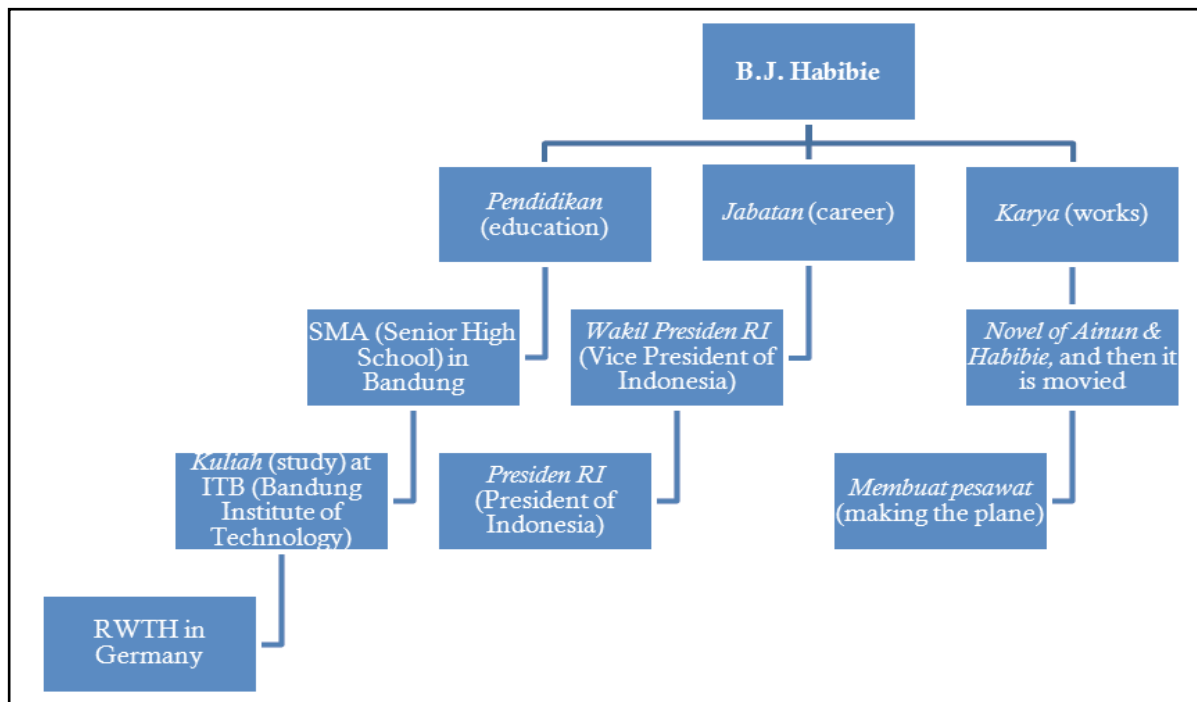 B.J. Habibie
Pendidikan
(education)
Jabatan (career)
Karya (works)
SMA (Senior High
School) in
Bandung
Wakil Presiden RI
(Vice President of
Indonesia)
Novel of Ainun &
Habibie, and then it
is movied
Kuliah (study) at
ITB (Bandung
Institute of
Technology)
Presiden RI
(President of
Indonesia)
Membuat pesawat
(making the plane)
RWTH in
Germany